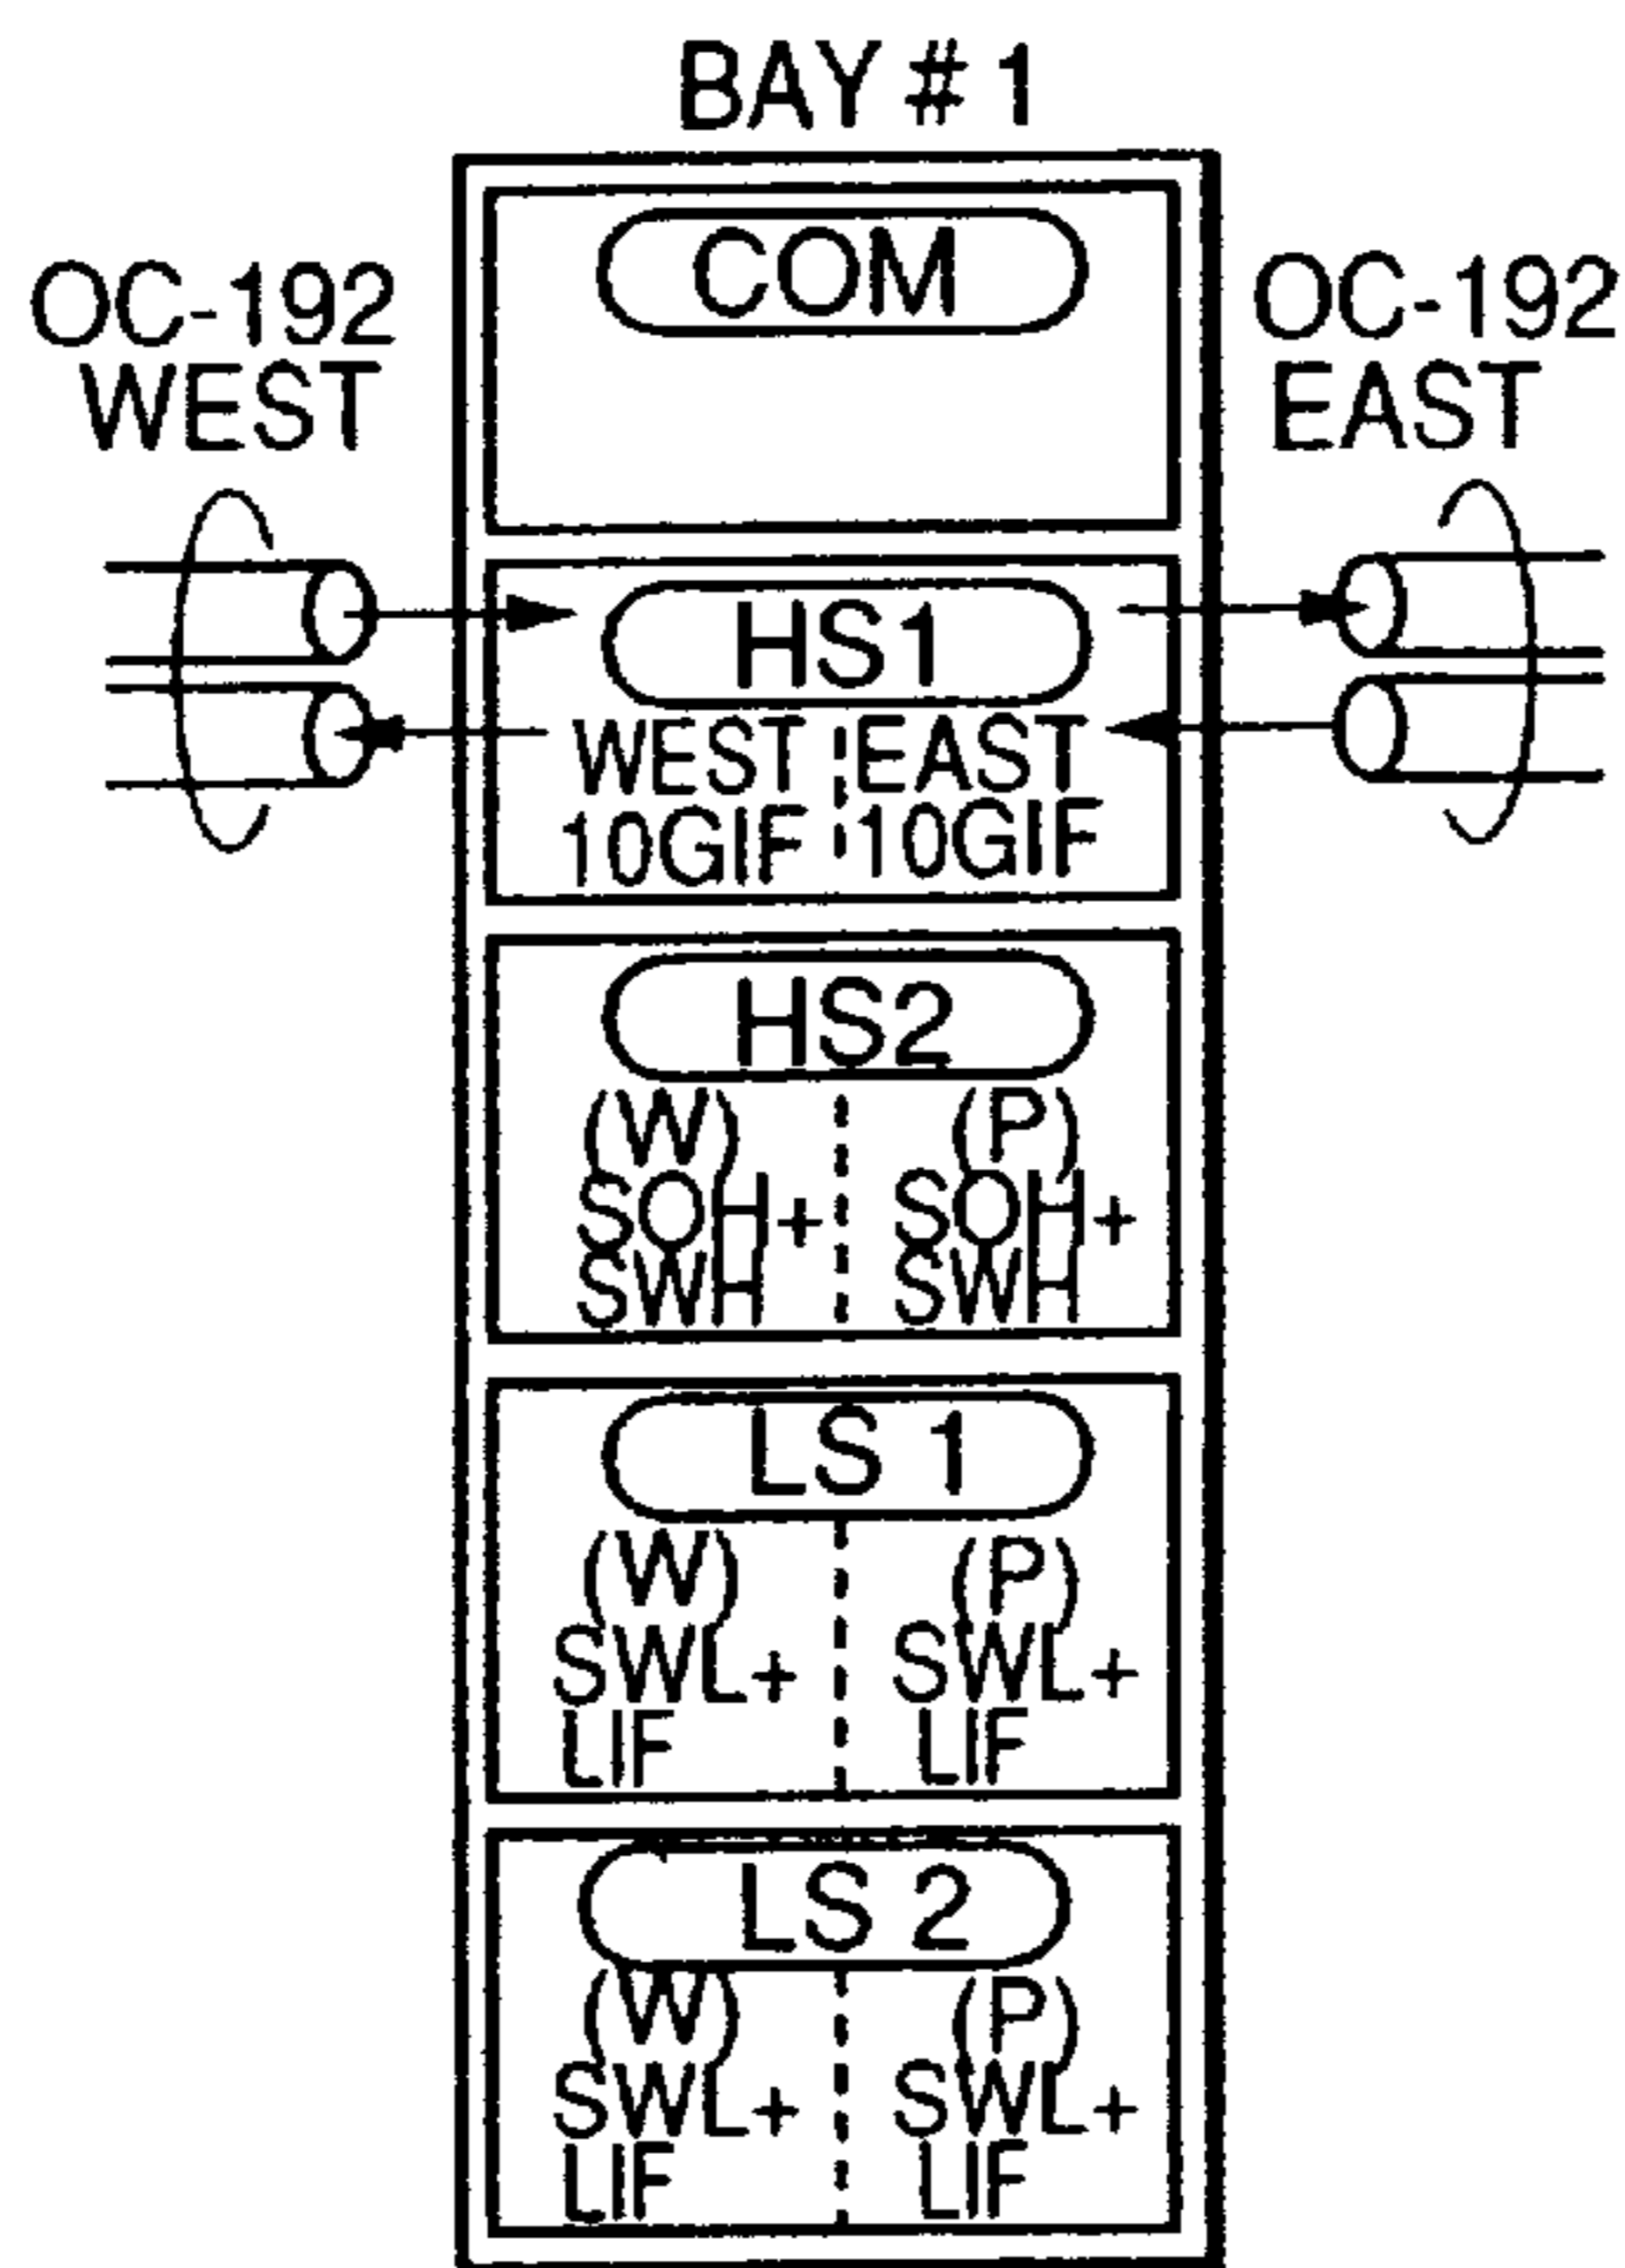 BAY # 1
OC-192
WEST
COM
OC-192
EAST
HS1
WEST EAST
10GIF 10GIF
HS2
(W) (P)
SOH+ SOH+
SWH SWH
LS 1
(W) (P)
SWL+ SWL+
LIF LIF
LS 2
(W) (P)
SWL+ SWL+
LIF LIF